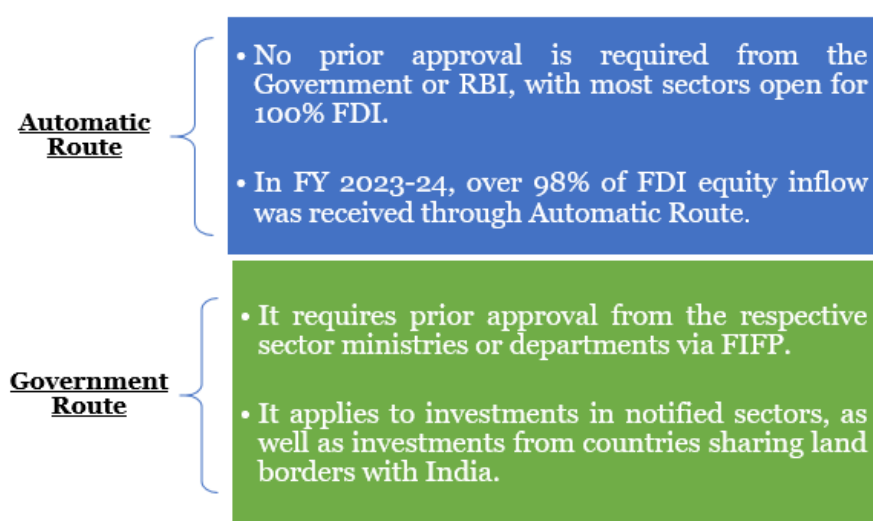 Automatic
Route
• No prior approval is required from the
Government or RBI, with most sectors open for
100% FDI.
• In FY 2023-24, over 98% of FDI equity inflow
was received through Automatic Route.
Government
Route
• It requires prior approval from the respective
sector ministries or departments via FIFP.
• It applies to investments in notified sectors, as
well as investments from countries sharing land
borders with India.